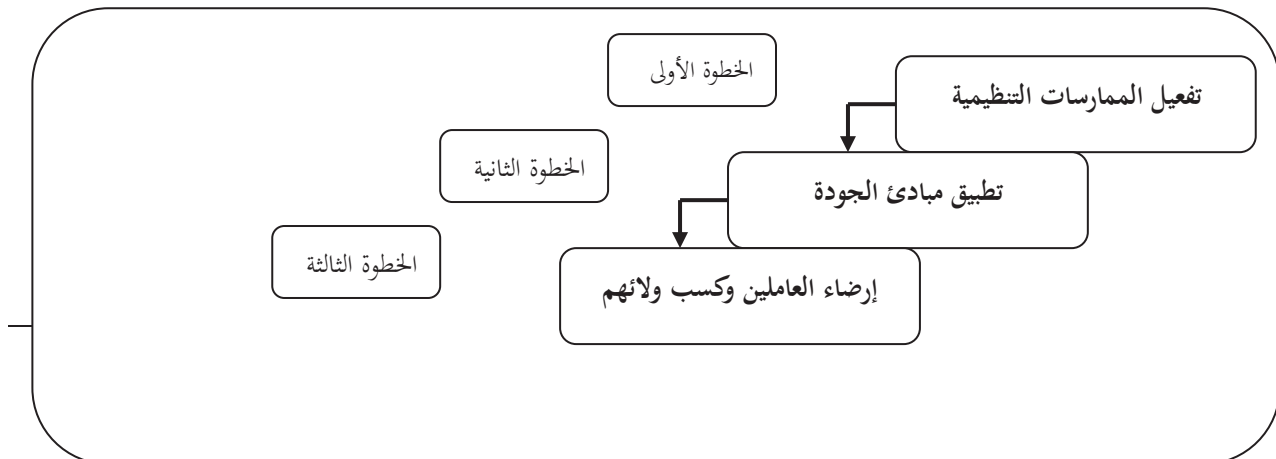 تفعيل الممارسات التنظيمية
الخطوة الأولى
تطبيق مبادئ الجودة
الخطوة الثانية
إرضاء العاملين وكسب ولائهم
الخطوة الثالثة